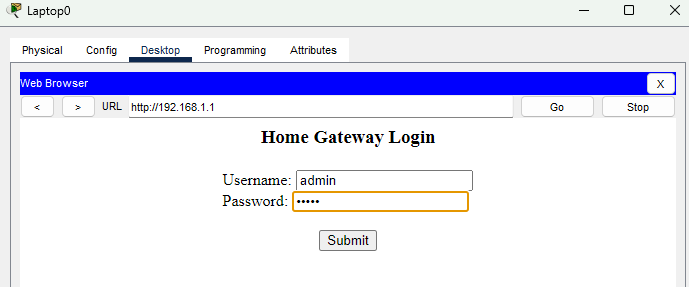 Laptop0
Physical Config Desktop Programming Attributes
Web Browser X
< > URL http://192.168.1.1 Go Stop
Home Gateway Login
Username: admin
Password: •••••
Submit